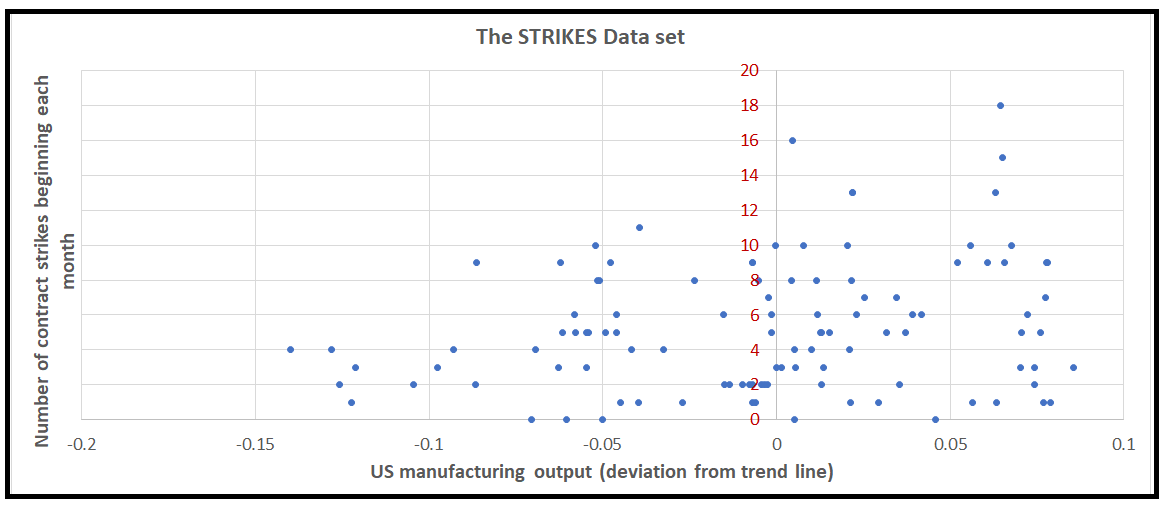 The STRIKES Data set
Number of contract strikes beginning each
month
20
18
16
14
12
10
8
6
4
2
0
-0.2 -0.15 -0.1 -0.05 0 0.05 0.1
US manufacturing output (deviation from trend line)